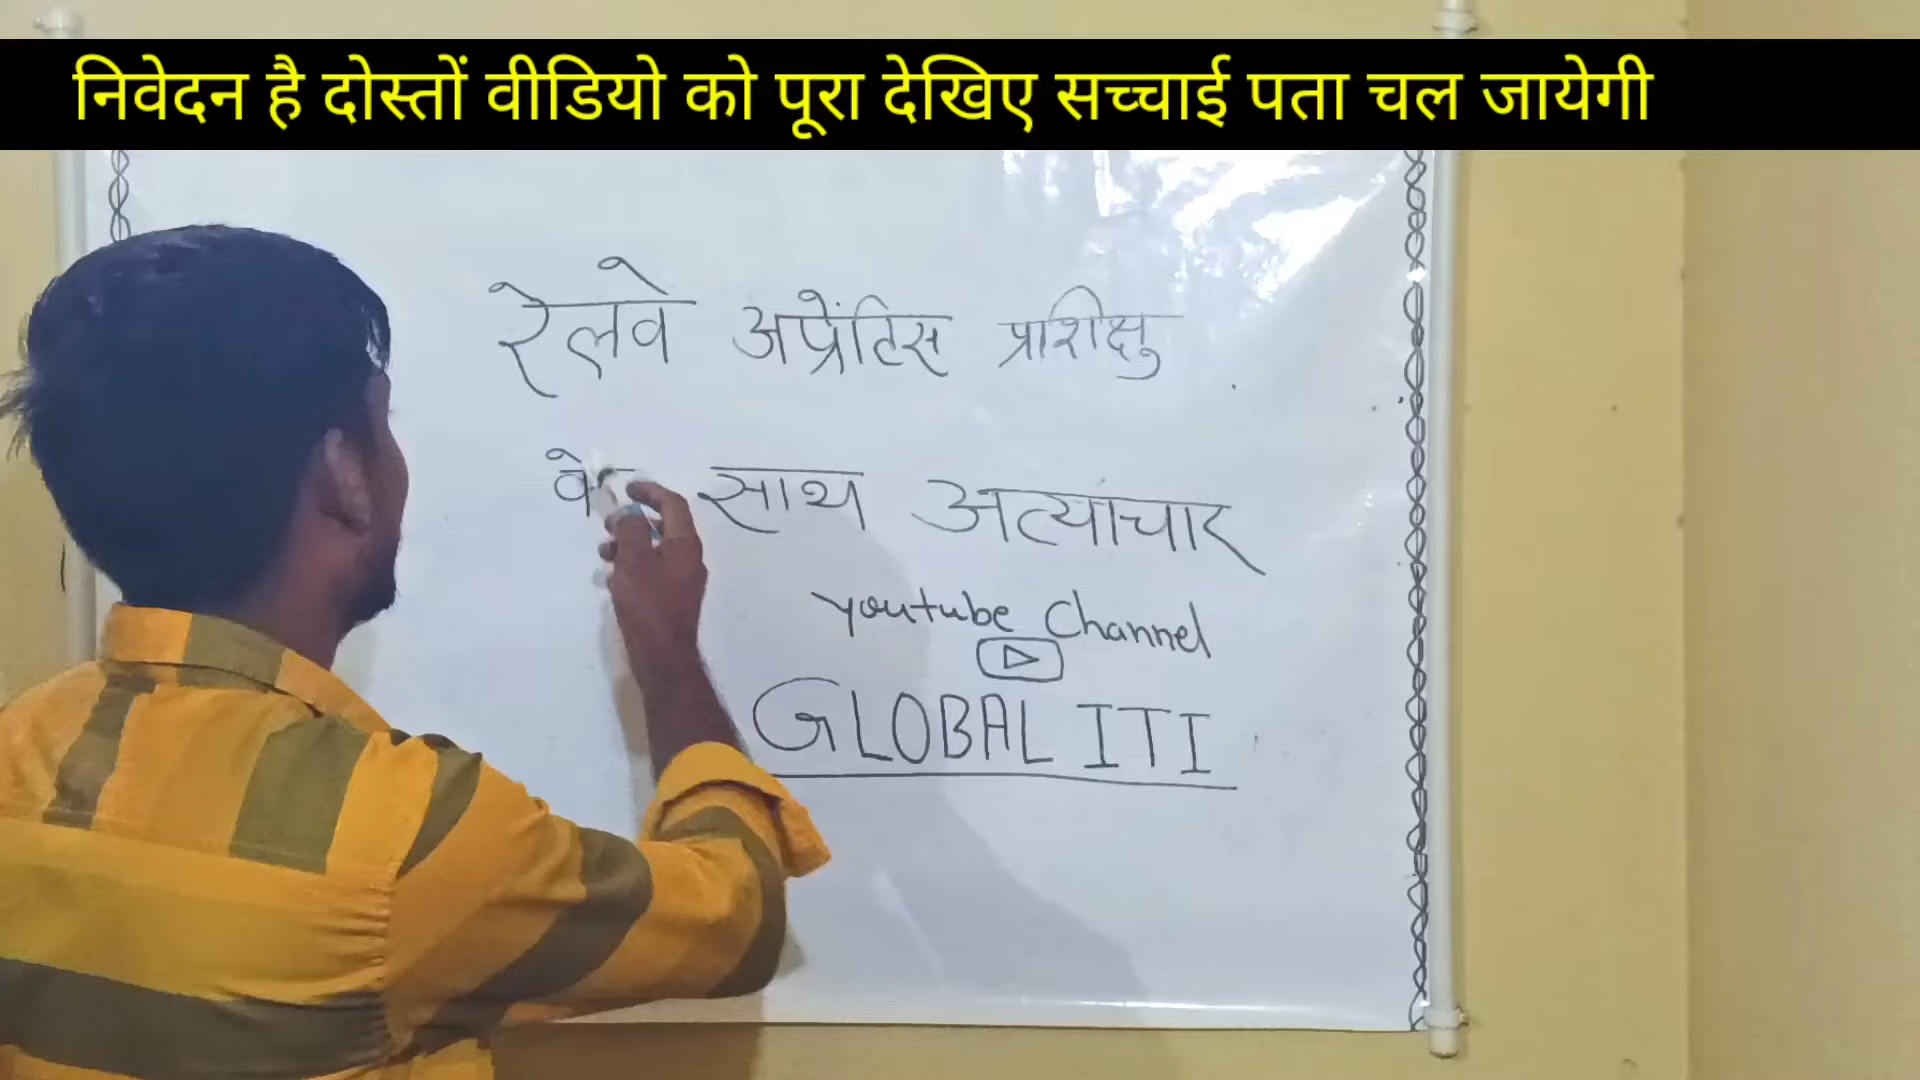 निवेदन है दोस्तों वीडियो को पूरा देखिए सच्चाई पता चल जायेगी
रेलवे अप्रेंटिस प्रशिक्षु
के साथ अत्याचार
Youtube Channel
GLOBAL ITI